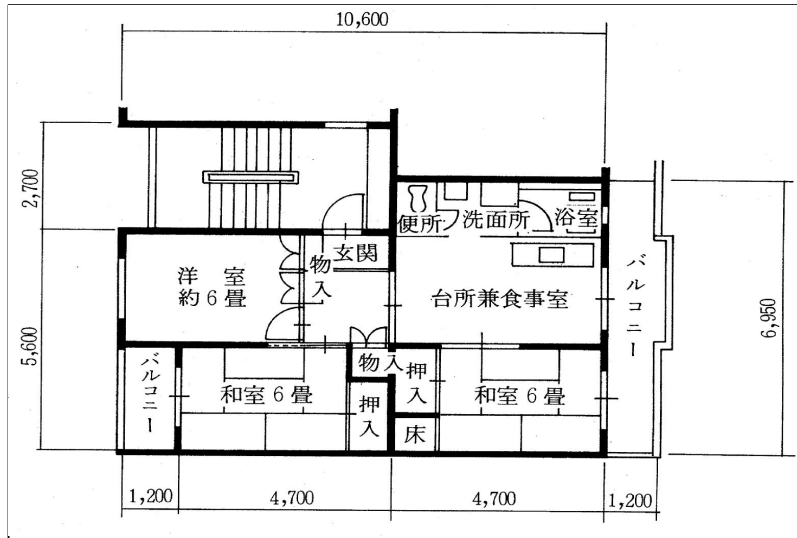 10,600
2,700
5,600
6,950
便所
洗面所
浴室
玄関
物入
洋室
約6畳
台所兼食事室
バルコニー
バルコニー
物入
和室6畳
押入
押入
和室6畳
床
1,200
4,700
4,700
1,200